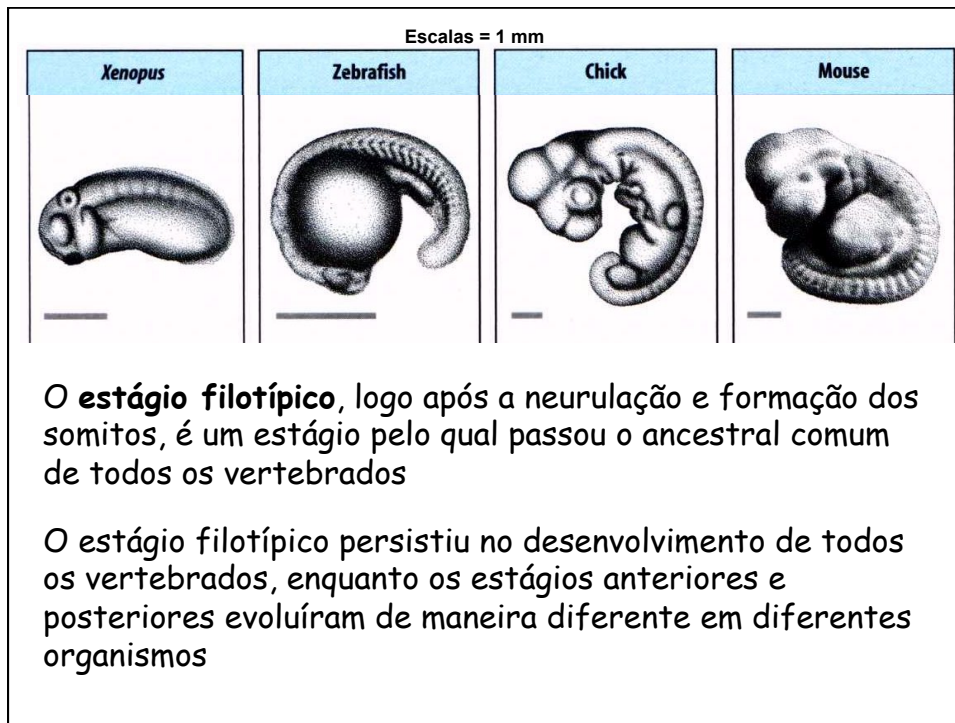 Escalas = 1 mm
Xenopus Zebrafish Chick Mouse
O estágio filotípico, logo após a neurulação e formação dos
somitos, é um estágio pelo qual passou o ancestral comum
de todos os vertebrados
O estágio filotípico persistiu no desenvolvimento de todos
os vertebrados, enquanto os estágios anteriores e
posteriores evoluíram de maneira diferente em diferentes
organismos